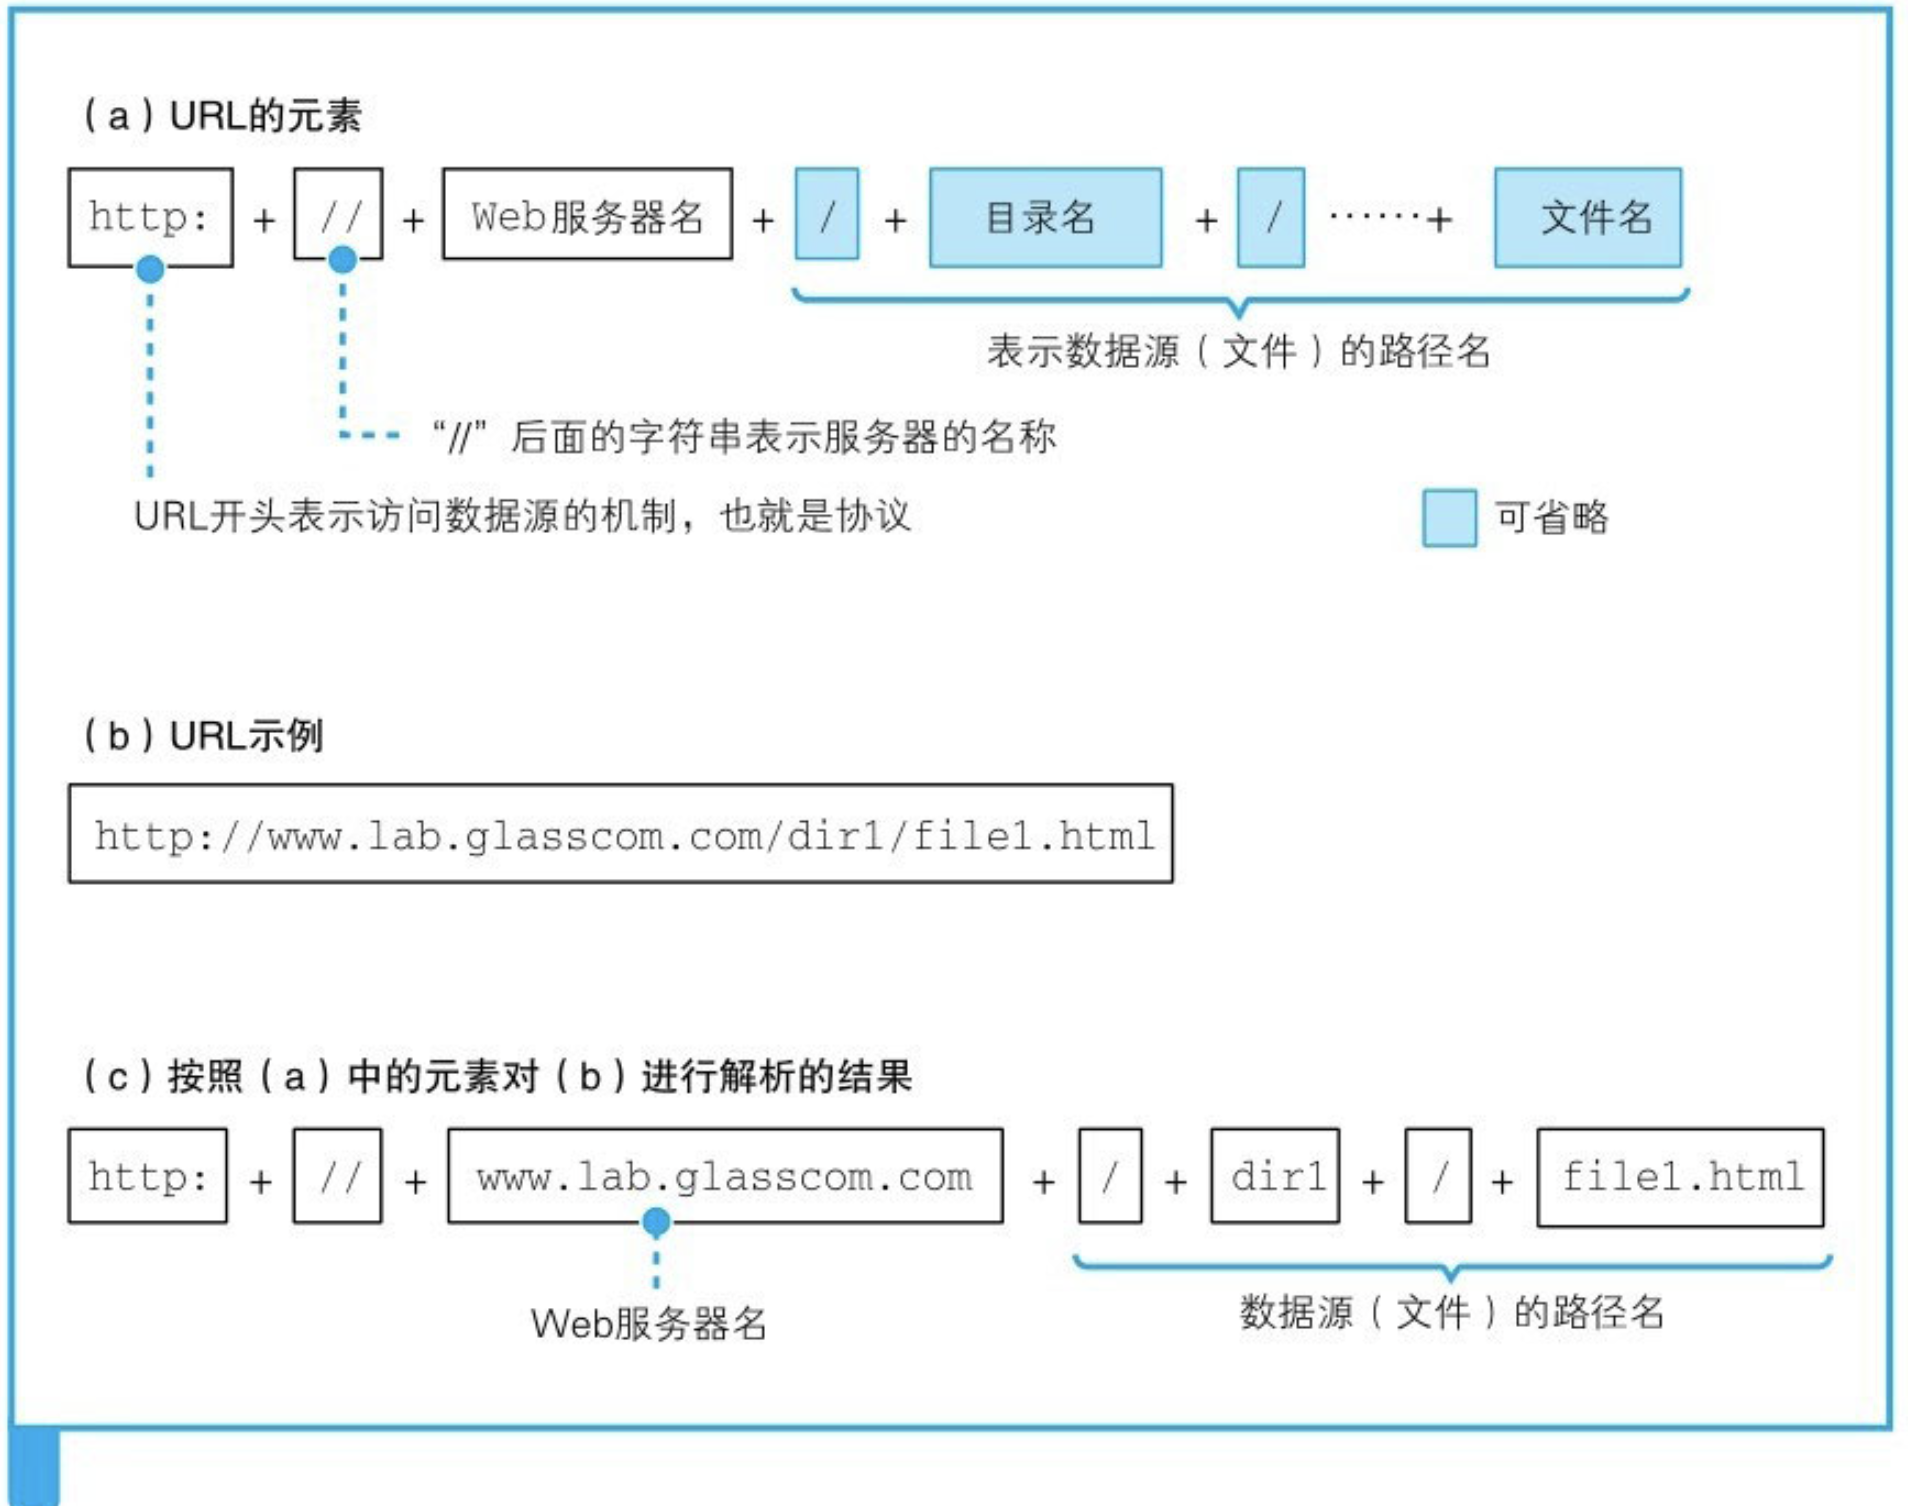 （a）URL的元素
http: + // + Web服务器名 + / + 目录名 + / ……+ 文件名
表示数据源（文件）的路径名
“//”后面的字符串表示服务器的名称
URL开头表示访问数据源的机制，也就是协议
可省略
（b）URL示例
http://www.lab.glasscom.com/dir1/file1.html
（c）按照（a）中的元素对（b）进行解析的结果
http: + // + www.lab.glasscom.com + / + dir1 + / + file1.html
Web服务器名
数据源（文件）的路径名